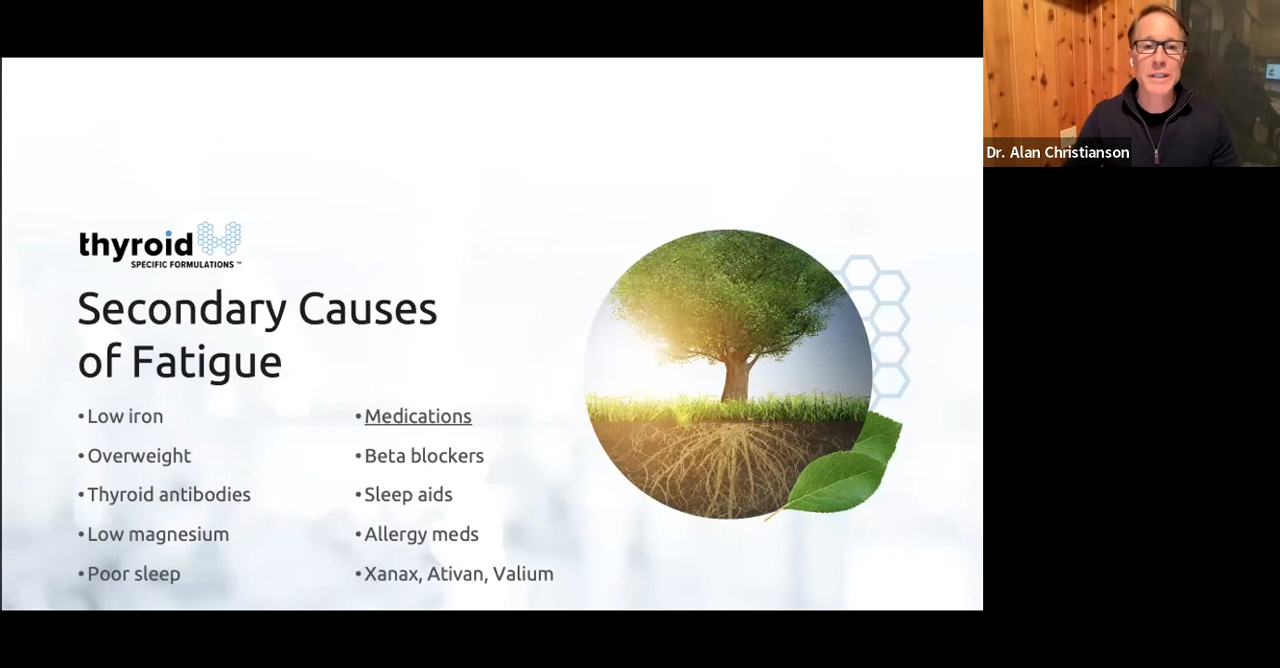 Dr. Alan Christianson
thyroid
SPECIFIC FORMULATIONS™
Secondary Causes
of Fatigue
• Low iron
• Overweight
• Thyroid antibodies
• Low magnesium
• Poor sleep
• Medications
• Beta blockers
• Sleep aids
• Allergy meds
• Xanax, Ativan, Valium